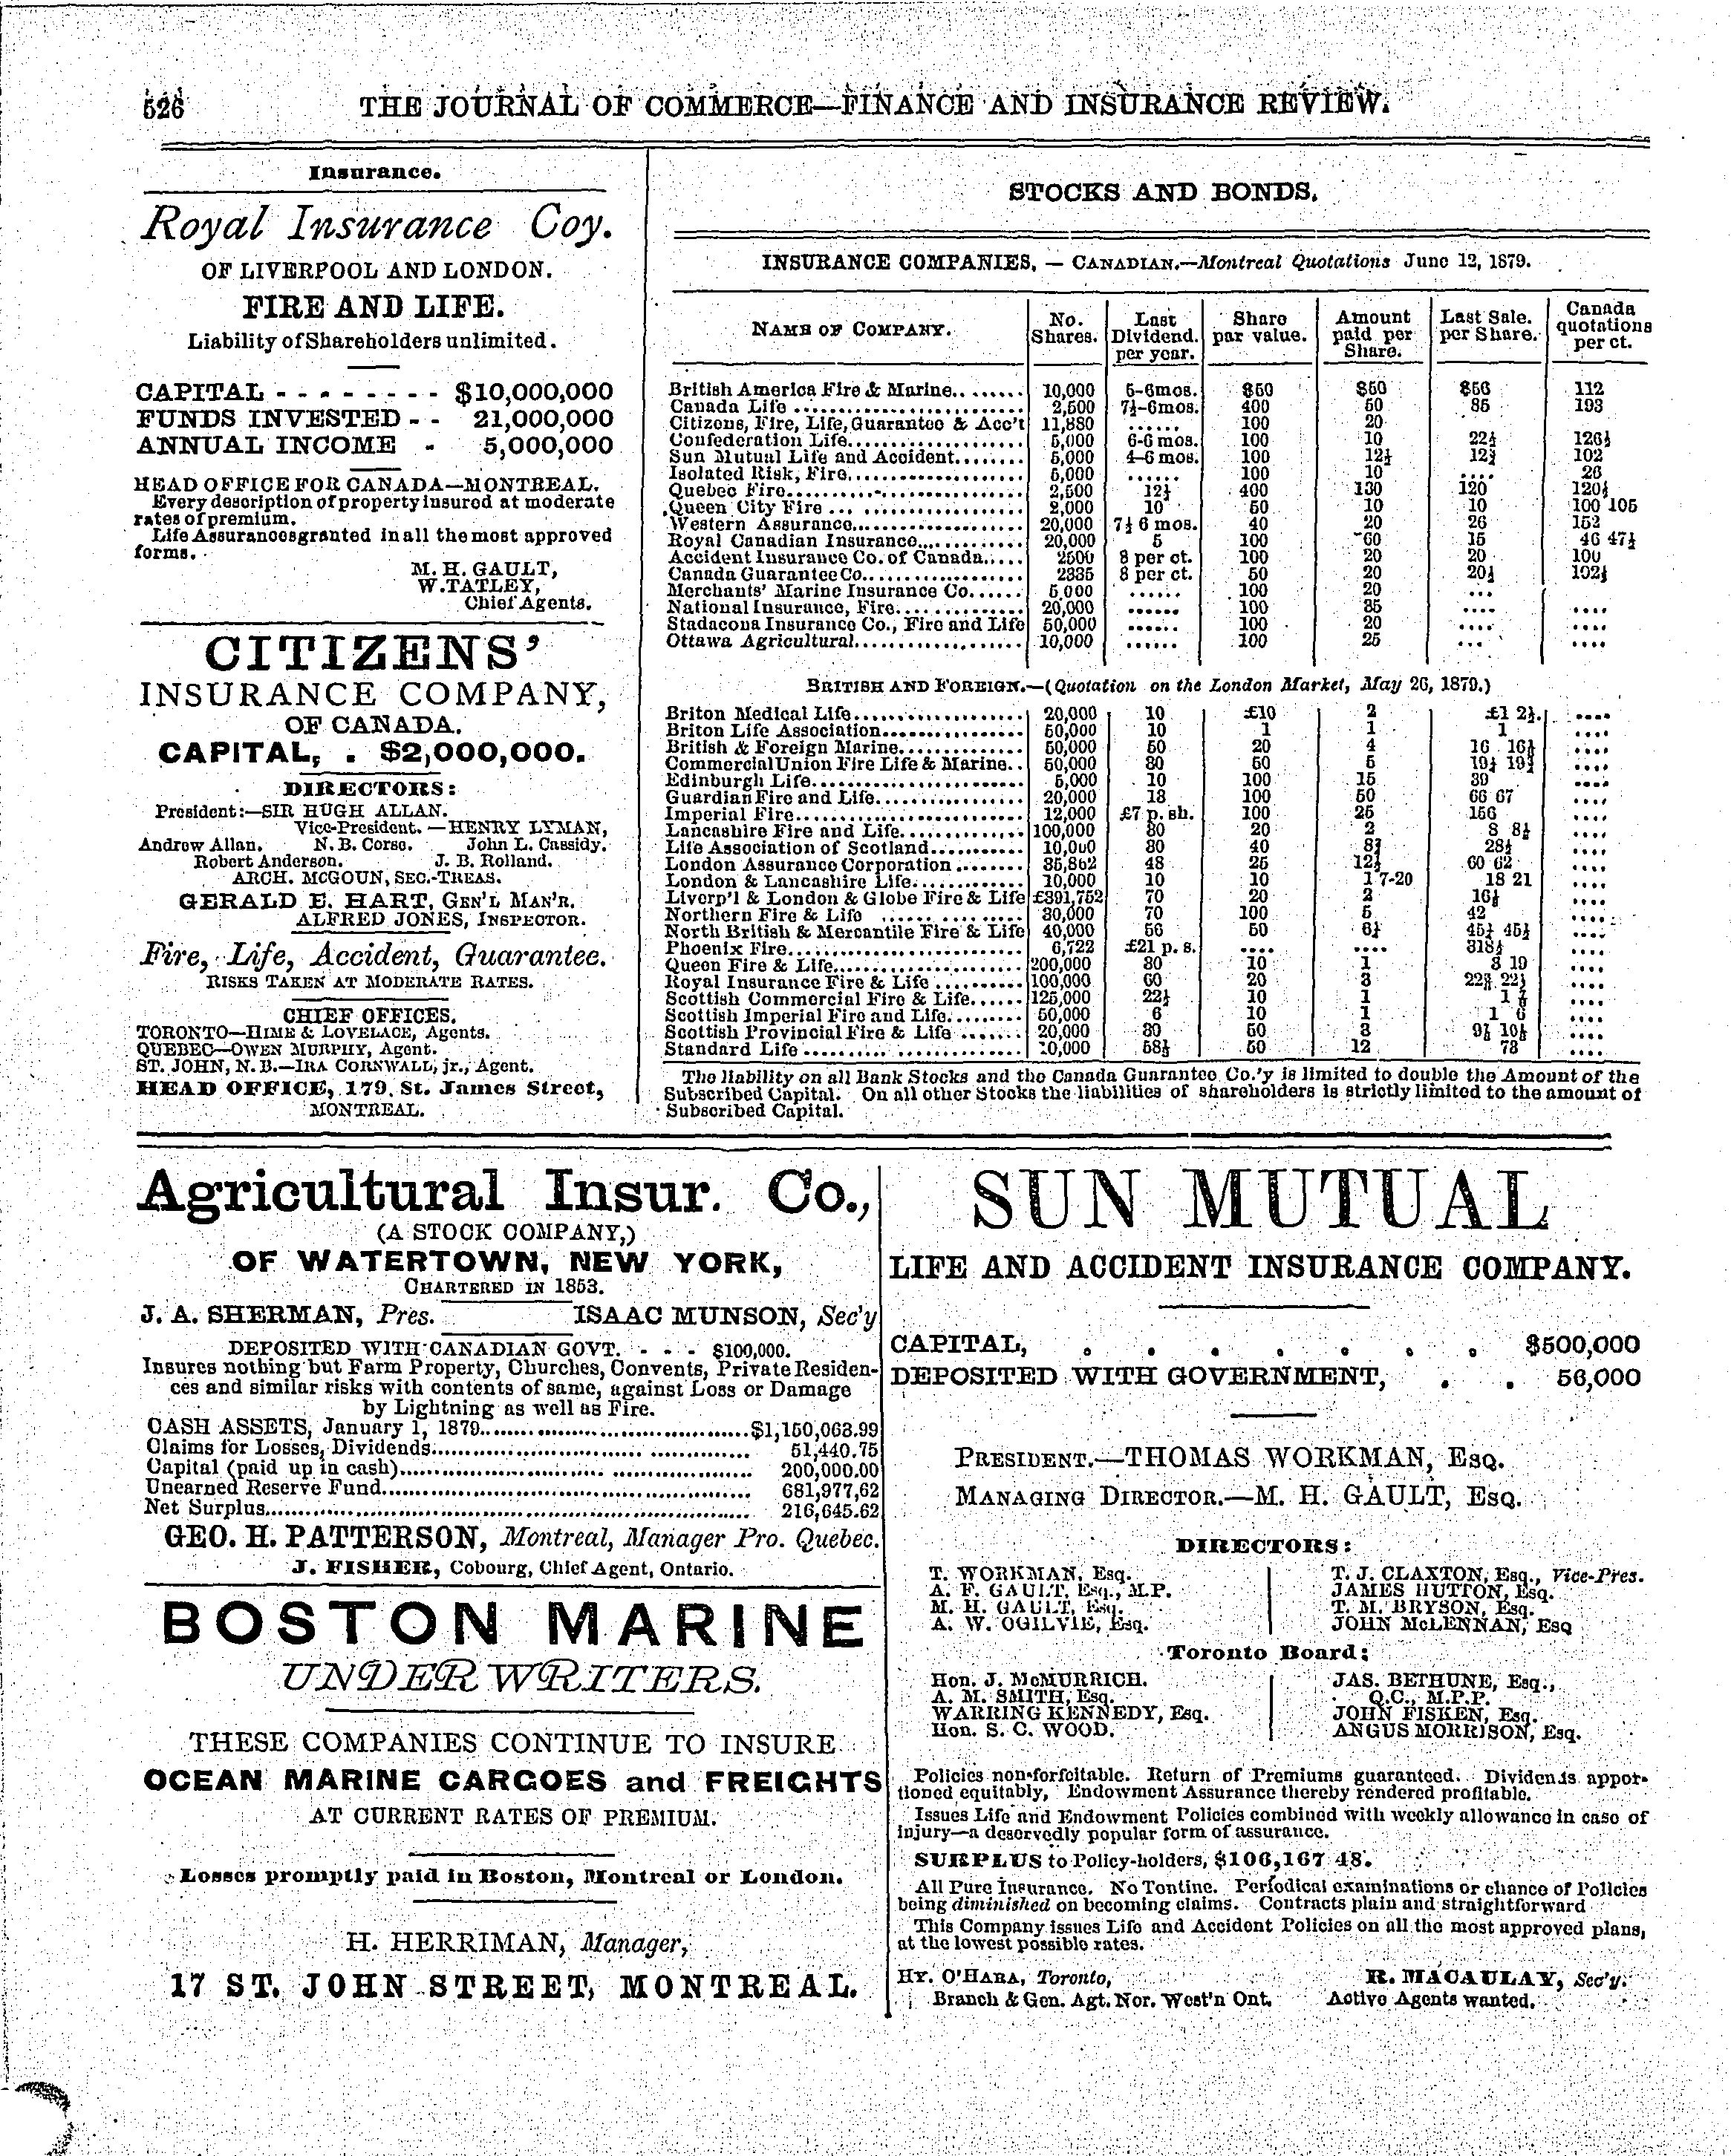 526
THE JOURNAL OF COMMERCE—FINANCE AND INSURANCE REVIEW.
Insurance.
Royal Insurance Coy.
OF LIVERPOOL AND LONDON.
FIRE AND LIFE.
Liability of Shareholders unlimited.
CAPITAL - - - - - - - - $10,000,000
FUNDS INVESTED - - 21,000,000
ANNUAL INCOME - 5,000,000
HEAD OFFICE FOR CANADA—MONTREAL.
Every description of property insured at moderate
rates of premium.
Life Assurances granted in all the most approved
forms.
M. H. GAULT,
W. TATLEY,
Chief Agents.
CITIZENS'
INSURANCE COMPANY,
OF CANADA.
CAPITAL, . $2,000,000.
DIRECTORS:
President:—SIR HUGH ALLAN.
Vice-President.—HENRY LYMAN,
Andrew Allan. N. B. Corse. John L. Cassidy.
Robert Anderson. J. B. Rolland.
ARCH. MCGOUN, SEC.-TREAS.
GERALD E. HART, GEN'L MAN'R.
ALFRED JONES, INSPECTOR.
Fire, Life, Accident, Guarantee.
RISKS TAKEN AT MODERATE RATES.
CHIEF OFFICES.
TORONTO—HIME & LOVELACE, Agents.
QUEBEC—OWEN MURPHY, Agent.
ST. JOHN, N. B.—IRA CORNWALL, jr., Agent.
HEAD OFFICE, 179, St. James Street,
MONTREAL.
STOCKS AND BONDS.
INSURANCE COMPANIES, — CANADIAN.—Montreal Quotations June 12, 1879.
NAME OF COMPANY. No. Shares. Last Dividend. per year. Share par value. Amount paid per Share. Last Sale. per Share. Canada quotations per ct.
British America Fire & Marine........ 10,000 5-6mos. $50 $50 $56 112
Canada Life ........ 2,500 7½-6mos. 400 50 85 193
Citizens, Fire, Life, Guarantee & Acc't 11,880 ...... 100 20
Confederation Life........ 5,000 6-6 mos. 100 10 22½ 126½
Sun Mutual Life and Accident........ 5,000 4-6 mos. 100 12½ 12¾ 102
Isolated Risk, Fire........ 5,000 ...... 100 10 .... 26
Quebec Fire........ 2,500 12½ 400 130 120 120½
Queen City Fire ........ 2,000 10 50 10 10 100 105
Western Assurance........ 20,000 7½ 6 mos. 40 20 26 152
Royal Canadian Insurance........ 20,000 5 100 60 15 46 47½
Accident Insurance Co. of Canada...... 2500 8 per ct. 100 20 20 100
Canada Guarantee Co........ 2335 8 per ct. 50 20 20½ 102½
Merchants' Marine Insurance Co...... 5,000 ...... 100 20 ...
National Insurance, Fire........ 20,000 ...... 100 35 .... ....
Stadacona Insurance Co., Fire and Life 50,000 ...... 100 20 .... ....
Ottawa Agricultural........ 10,000 ...... 100 25 ... ....
BRITISH AND FOREIGN.—(Quotation on the London Market, May 26, 1879.)
Briton Medical Life........ 20,000 10 £10 2 £1 2½. ....
Briton Life Association........ 50,000 10 1 1 1 ....
British & Foreign Marine........ 50,000 50 20 4 16 16½ ....
Commercial Union Fire Life & Marine.. 50,000 30 50 5 19½ 19¾ ....
Edinburgh Life........ 5,000 10 100 15 39 ....
Guardian Fire and Life........ 20,000 13 100 50 66 67 ....
Imperial Fire........ 12,000 £7 p. sh. 100 25 156 ....
Lancashire Fire and Life........ 100,000 30 20 2 8 8½ ....
Life Association of Scotland........ 10,000 30 40 28½ ....
London Assurance Corporation ........ 35,862 48 25 12½ 60 62 ....
London & Lancashire Life........ 10,000 10 10 1 7-20 18 21 ....
Liverp'l & London & Globe Fire & Life £391,752 70 20 2 16½ ....
Northern Fire & Life ........ 30,000 70 100 5 42 ....
North British & Mercantile Fire & Life 40,000 56 50 6¼ 45¼ 45½ ....
Phoenix Fire........ 6,722 £21 p. s. .... .... 318½ ....
Queen Fire & Life........ 200,000 30 10 1 3 19 ....
Royal Insurance Fire & Life ........ 100,000 60 20 3 ....
Scottish Commercial Fire & Life...... 125,000 22½ 10 1 ....
Scottish Imperial Fire and Life........ 50,000 6 10 1 1 6 ....
Scottish Provincial Fire & Life ........ 20,000 30 50 3 ....
Standard Life ........ 10,000 58½ 50 12 73 ....
The liability on all Bank Stocks and the Canada Guarantee Co.'y is limited to double the Amount of the
Subscribed Capital. On all other Stocks the liabilities of shareholders is strictly limited to the amount of
Subscribed Capital.
Agricultural Insur. Co.,
(A STOCK COMPANY,)
OF WATERTOWN, NEW YORK,
CHARTERED IN 1853.
J. A. SHERMAN, Pres. ISAAC MUNSON, Sec'y
DEPOSITED WITH CANADIAN GOVT. - - - $100,000.
Insures nothing but Farm Property, Churches, Convents, Private Residen-
ces and similar risks with contents of same, against Loss or Damage
by Lightning as well as Fire.
CASH ASSETS, January 1, 1879........ $1,150,063.99
Claims for Losses, Dividends........ 51,440.75
Capital (paid up in cash)........ 200,000.00
Unearned Reserve Fund........ 681,977,62
Net Surplus........ 216,645.62
GEO. H. PATTERSON, Montreal, Manager Pro. Quebec.
J. FISHER, Cobourg, Chief Agent, Ontario.
BOSTON MARINE
UNDERWRITERS.
THESE COMPANIES CONTINUE TO INSURE
OCEAN MARINE CARGOES and FREIGHTS
AT CURRENT RATES OF PREMIUM.
Losses promptly paid in Boston, Montreal or London.
H. HERRIMAN, Manager,
17 ST. JOHN STREET, MONTREAL.
SUN MUTUAL
LIFE AND ACCIDENT INSURANCE COMPANY.
CAPITAL, . . . . . . . $500,000
DEPOSITED WITH GOVERNMENT, . . 56,000
PRESIDENT.—THOMAS WORKMAN, ESQ.
MANAGING DIRECTOR.—M. H. GAULT, ESQ.
DIRECTORS:
T. WORKMAN, Esq. T. J. CLAXTON, Esq., Vice-Pres.
A. F. GAULT, Esq., M.P. JAMES HUTTON, Esq.
M. H. GAULT, Esq. T. M. BRYSON, Esq.
A. W. OGILVIE, Esq. JOHN McLENNAN, ESQ
Toronto Board:
Hon. J. McMURRICH. JAS. BETHUNE, Esq.,
A. M. SMITH, Esq. Q.C., M.P.P.
WARRING KENNEDY, Esq. JOHN FISKEN, Esq.
Hon. S. C. WOOD. ANGUS MORRISON, Esq.
Policies non-forfeitable. Return of Premiums guaranteed. Dividends appor-
tioned equitably, Endowment Assurance thereby rendered profitable.
Issues Life and Endowment Policies combined with weekly allowance in case of
injury—a deservedly popular form of assurance.
SURPLUS to Policy-holders, $106,167 48.
All Pure Insurance. No Tontine. Periodical examinations or chance of Policies
being diminished on becoming claims. Contracts plain and straightforward
This Company issues Life and Accident Policies on all the most approved plans,
at the lowest possible rates.
HY. O'HARA, Toronto, R. MACAULAY, Sec'y.
Branch & Gen. Agt. Nor. West'n Ont. Active Agents wanted.